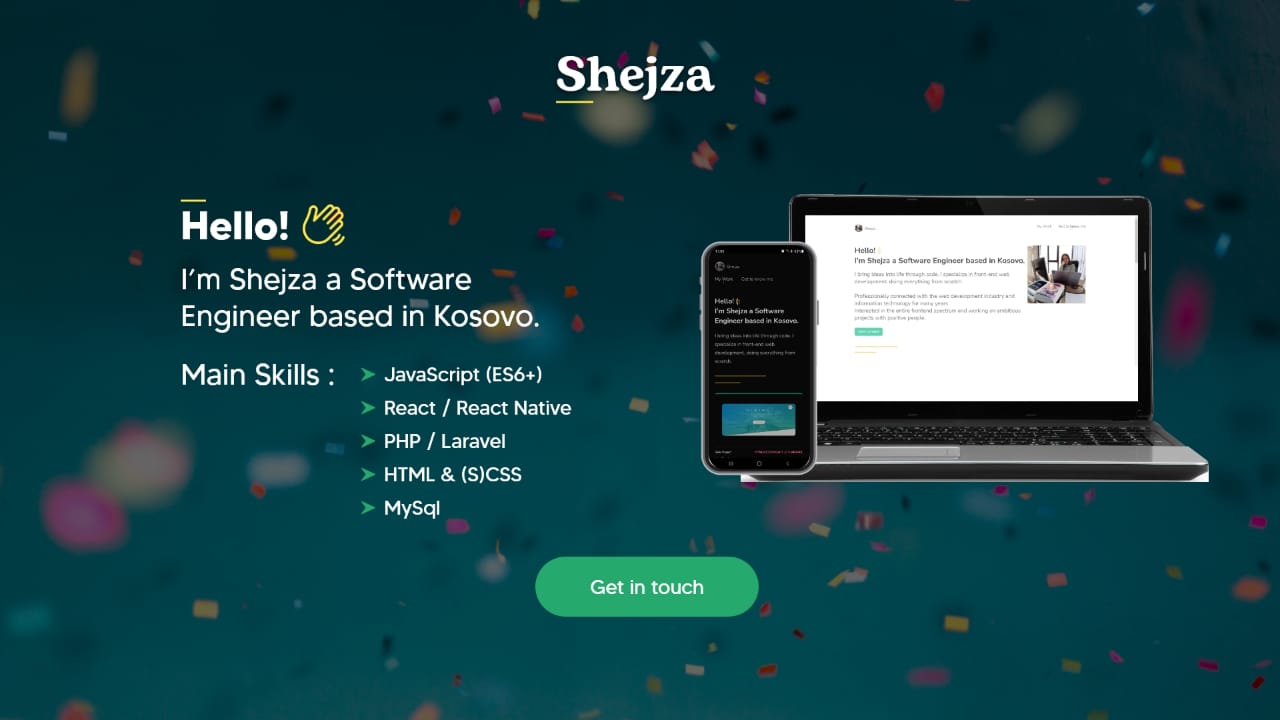 Shejza
Hello!
I'm Shejza a Software
Engineer based in Kosovo.
Main Skills :
JavaScript (ES6+)
React / React Native
PHP / Laravel
HTML & (S)CSS
MySql
Get in touch
Shejza
My Work
Get to know me
Hello!
I'm Shejza a Software
Engineer based in Kosovo.
I bring ideas into life through code. I
specialize in front-end web
development, doing everything from
scratch.
Hello!
I'm Shejza a Software Engineer based in Kosovo.
I bring ideas into life through code. I specialize in front-end web
development, doing everything from scratch.
Professionally connected with the web development industry and
information technology for many years.
Interested in the entire frontend spectrum and working on ambitious
projects with positive people.